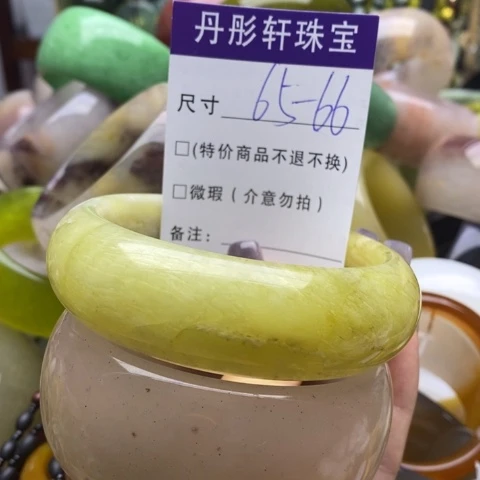 丹彤轩珠宝
尺寸 65-66
□(特价商品不退不换)
□微瑕(介意勿拍)
备注: